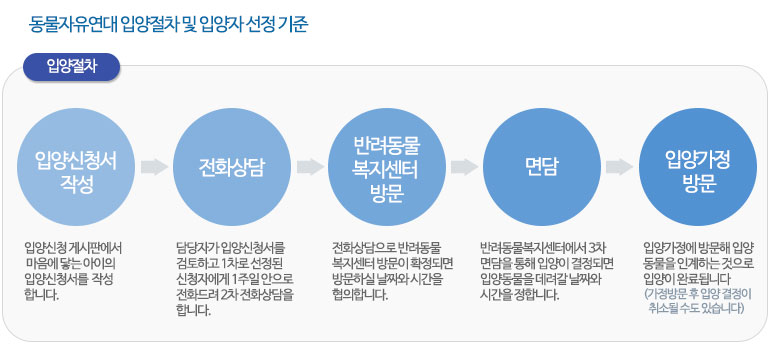 동물자유연대 입양절차 및 입양자 선정 기준
입양절차
입양신청서
작성
전화상담
반려동물
복지센터
방문
면담
입양가정
방문
입양신청 게시판에서
마음에 닿는 아이의
입양신청서를 작성
합니다.
담당자가 입양신청서를
검토하고 1차로 선정된
신청자에게 1주일 안으로
전화드려 2차 전화상담을
합니다.
전화상담으로 반려동물
복지센터 방문이 확정되면
방문하실 날짜와 시간을
협의합니다.
반려동물복지센터에서 3차
면담을 통해 입양이 결정되면
입양동물을 데려갈 날짜와
시간을 정합니다.
입양가정에 방문해 입양
동물을 인계하는 것으로
입양이 완료됩니다
(가정방문 후 입양 결정이
취소될 수도 있습니다)